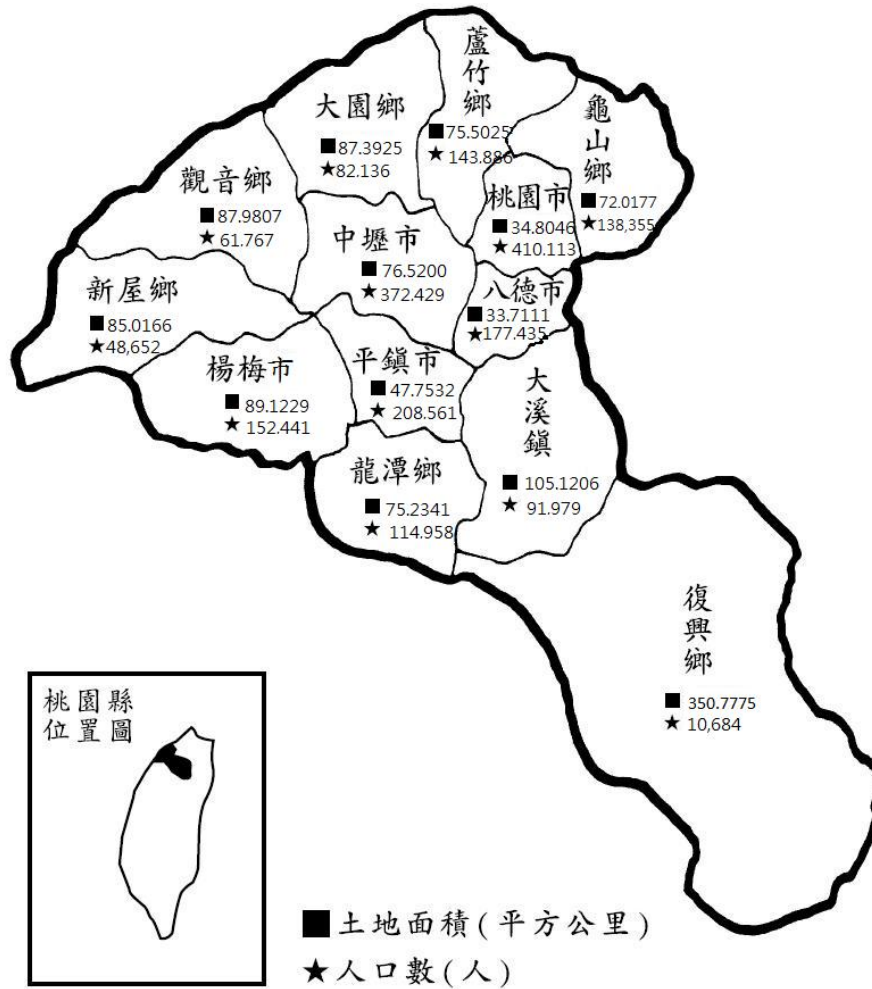 蘆竹鄉
■75.5025
★143.886
大園鄉
■87.3925
★82.136
龜山鄉
■72.0177
★138,355
觀音鄉
■87.9807
★61.767
桃園市
■34.8046
★410.113
中壢市
■76.5200
★372.429
新屋鄉
■85.0166
★48,652
八德市
■33.7111
★177.435
楊梅市
■89.1229
★152.441
平鎮市
■47.7532
★208.561
大溪鎮
■105.1206
★91.979
龍潭鄉
■75.2341
★114.958
復興鄉
■350.7775
★10,684
桃園縣
位置圖
■土地面積(平方公里)
★人口數(人)